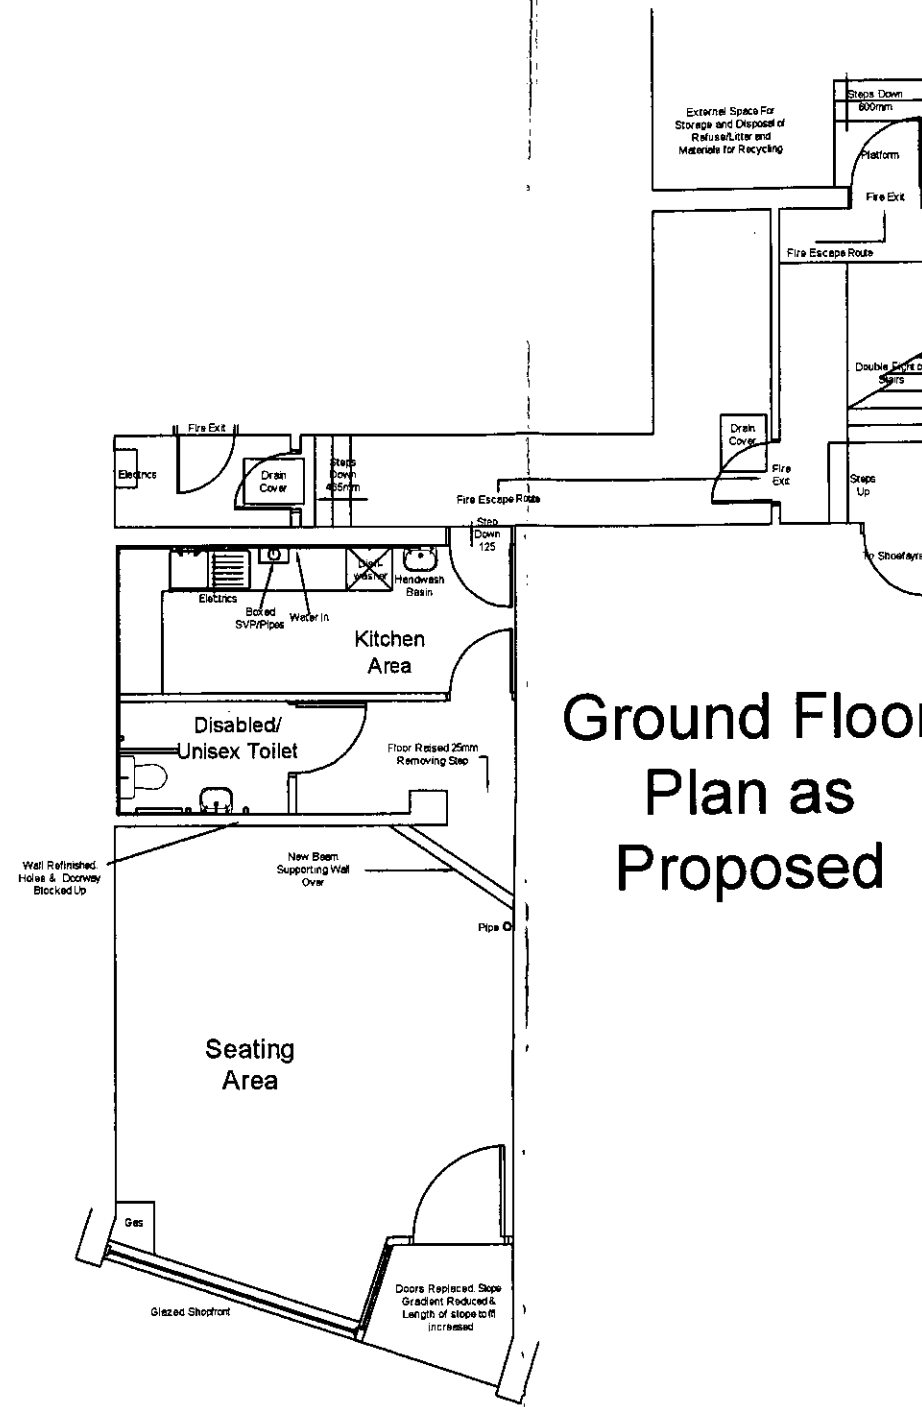 External Space For
Storage and Disposal of
Refuse/Litter and
Materials for Recycling
Steps Down
600mm
Platform
Fire Exit
Fire Escape Route
Double Flight o
Stairs
Fire Exit
Electrics
Drain
Cover
Steps
Down
465mm
Fire Escape Route
Drain
Cover
Fire
Exit
Steps
Up
To Shoefayre
Step
Down
125
Dish-
washer
Handwash
Basin
Electrics
Boxed
SVP/Pipes
Water In
Kitchen
Area
Disabled/
Unisex Toilet
Floor Raised 25mm
Removing Step
Ground Floor
Plan as
Proposed
Wall Refinished.
Holes & Doorway
Blocked Up
New Beam
Supporting Wall
Over
Pipe
Seating
Area
Gas
Glazed Shopfront
Doors Replaced. Slope
Gradient Reduced &
Length of slope
increased